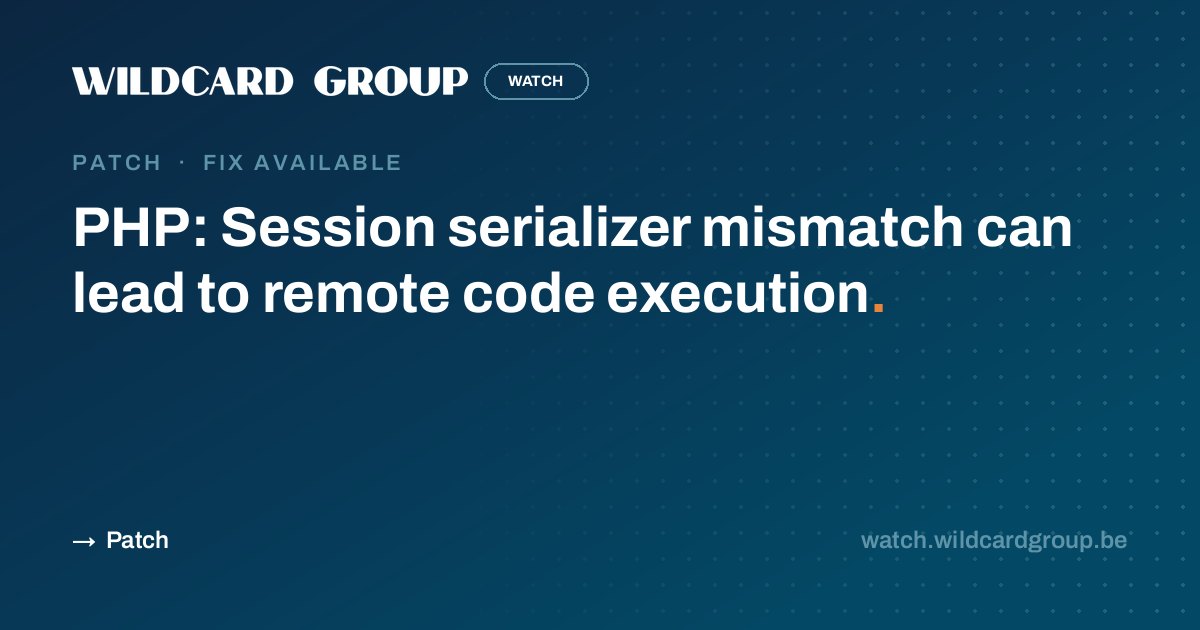 WILDCARD GROUP WATCH
PATCH · FIX AVAILABLE
PHP: Session serializer mismatch can
lead to remote code execution.
→ Patch
watch.wildcardgroup.be